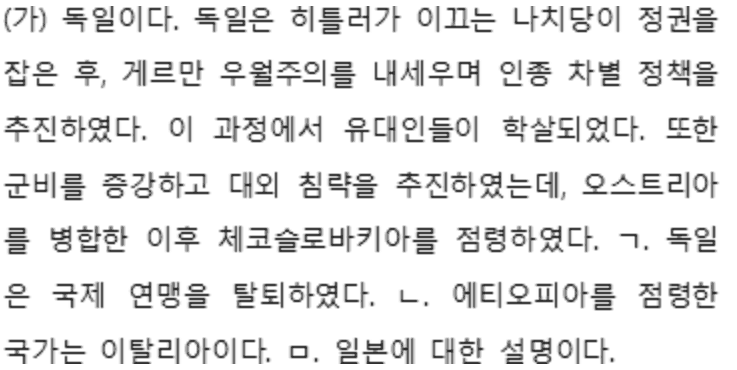 (가) 독일이다. 독일은 히틀러가 이끄는 나치당이 정권을
잡은 후, 게르만 우월주의를 내세우며 인종 차별 정책을
추진하였다. 이 과정에서 유대인들이 학살되었다. 또한
군비를 증강하고 대외 침략을 추진하였는데, 오스트리아
를 병합한 이후 체코슬로바키아를 점령하였다. ㄱ. 독일
은 국제 연맹을 탈퇴하였다. ㄴ. 에티오피아를 점령한
국가는 이탈리아이다. ㅁ. 일본에 대한 설명이다.